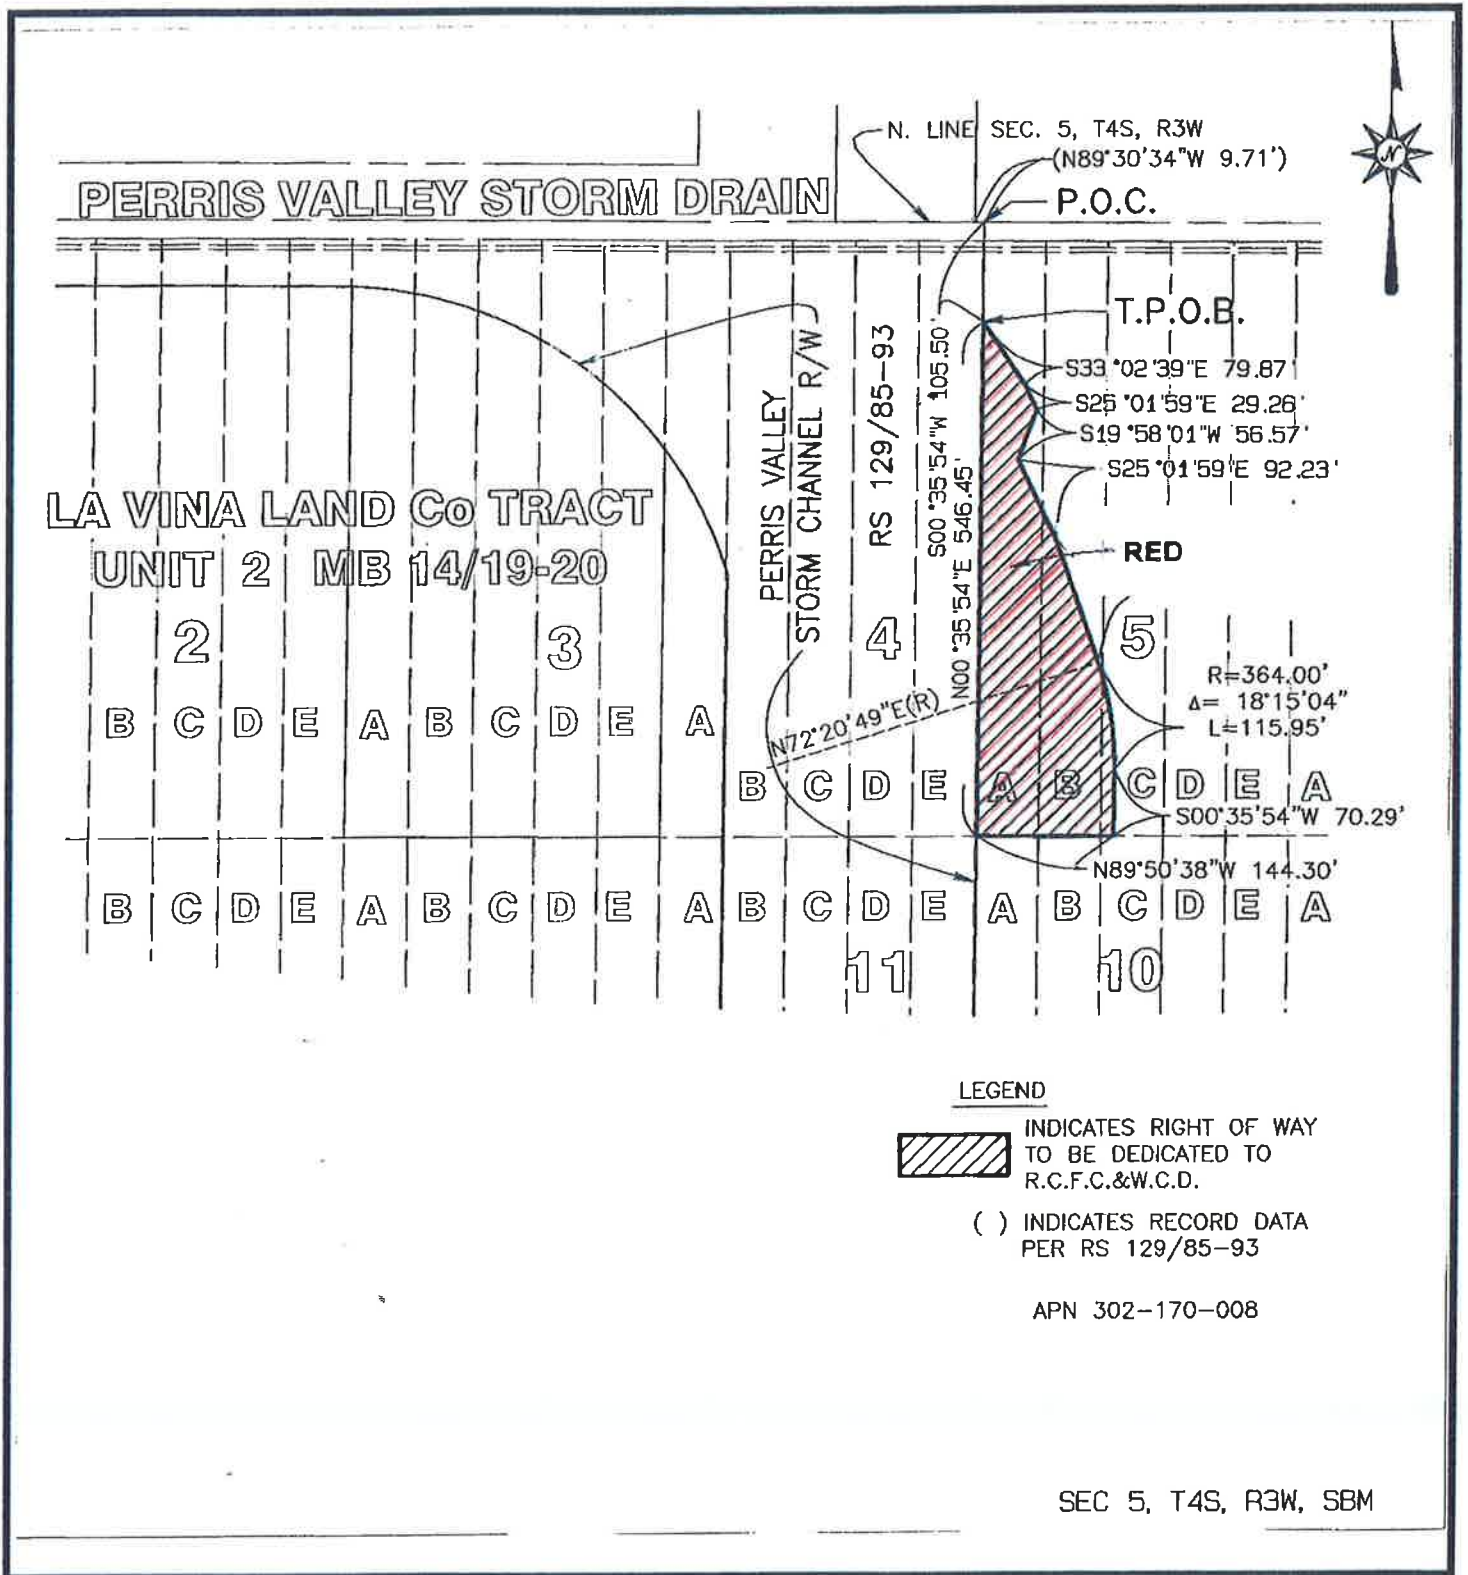 N
N. LINE SEC. 5, T4S, R3W
(N89°30'34"W 9.71')
PERRIS VALLEY STORM DRAIN
P.O.C.
T.P.O.B.
S33°02'39"E 79.87'
S25°01'59"E 29.26'
S19°58'01"W 56.57'
S25°01'59"E 92.23'
PERRIS VALLEY
STORM CHANNEL R/W
RS 129/85-93
S00°35'54"W 105.50'
N00°35'54"E 546.45'
LA VINA LAND Co TRACT
UNIT 2 MB 14/19-20
RED
2 3 4 5
R=364.00'
Δ= 18°15'04"
L=115.95'
N72°20'49"E(R)
B C D E A B C D E A
B C D E A B C D E A
S00°35'54"W 70.29'
N89°50'38"W 144.30'
B C D E A B C D E A B C D E A B C D E A
11 10
LEGEND
INDICATES RIGHT OF WAY
TO BE DEDICATED TO
R.C.F.C.&W.C.D.
( ) INDICATES RECORD DATA
PER RS 129/85-93
APN 302-170-008
SEC 5, T4S, R3W, SBM